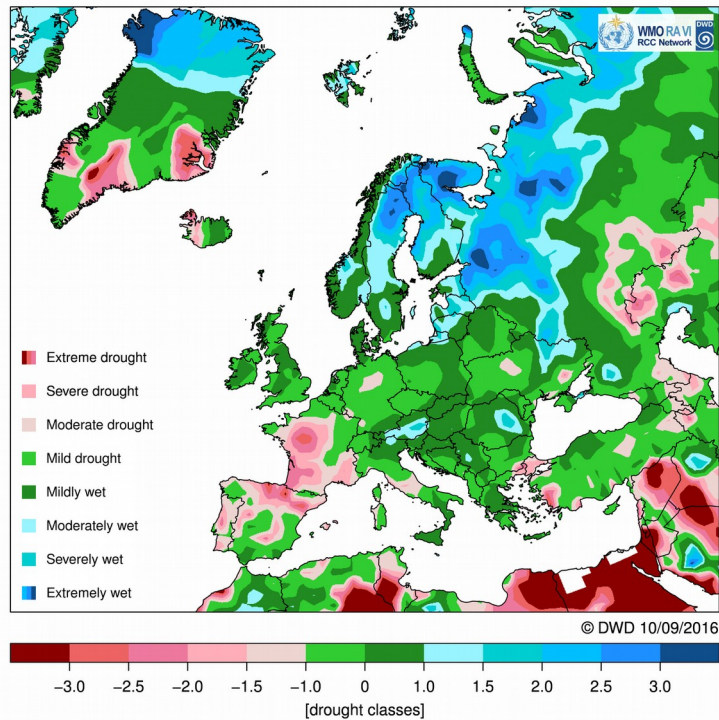 WMO RA VI
RCC Network
DWD
Extreme drought
Severe drought
Moderate drought
Mild drought
Mildly wet
Moderately wet
Severely wet
Extremely wet
© DWD 10/09/2016
−3.0 −2.5 −2.0 −1.5 −1.0 0 1.0 1.5 2.0 2.5 3.0
[drought classes]